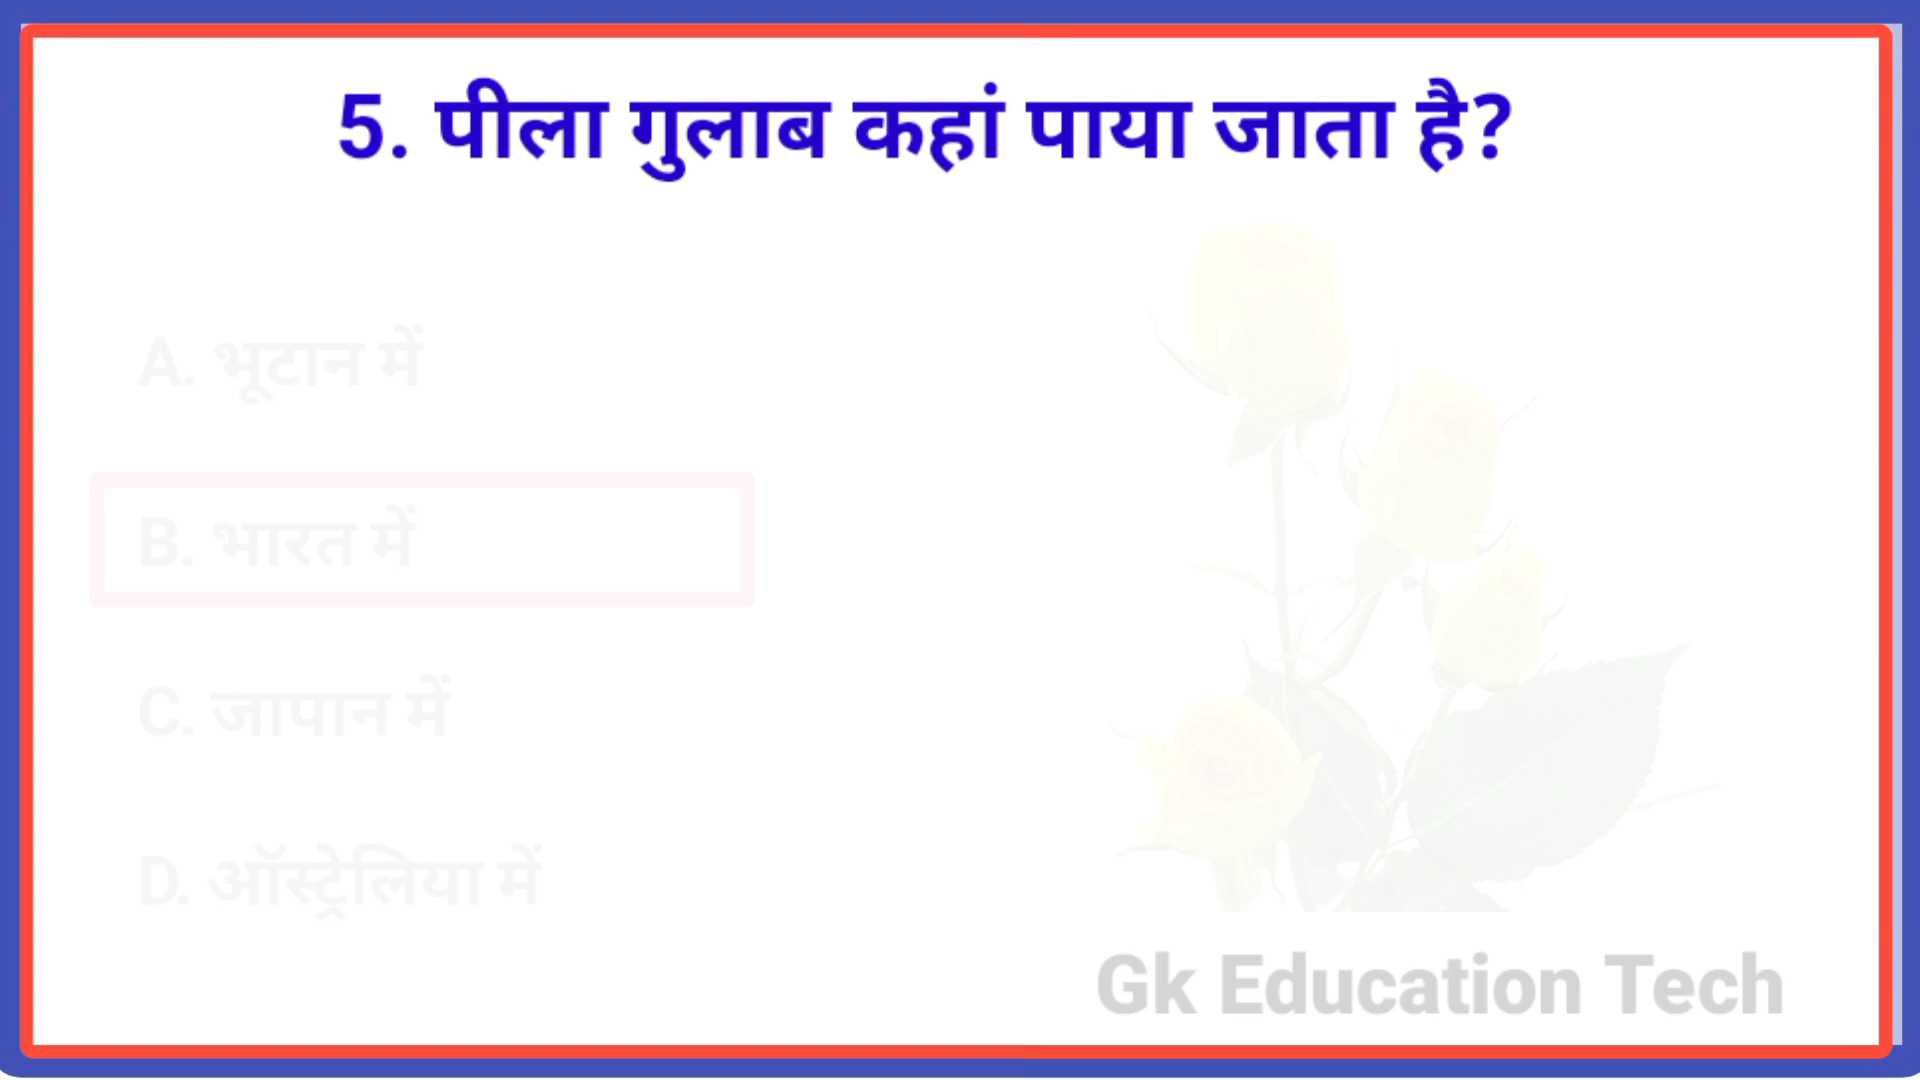 5. पीला गुलाब कहां पाया जाता है?
A. भूटान में
B. भारत में
C. जापान में
D. ऑस्ट्रेलिया में
Gk Education Tech